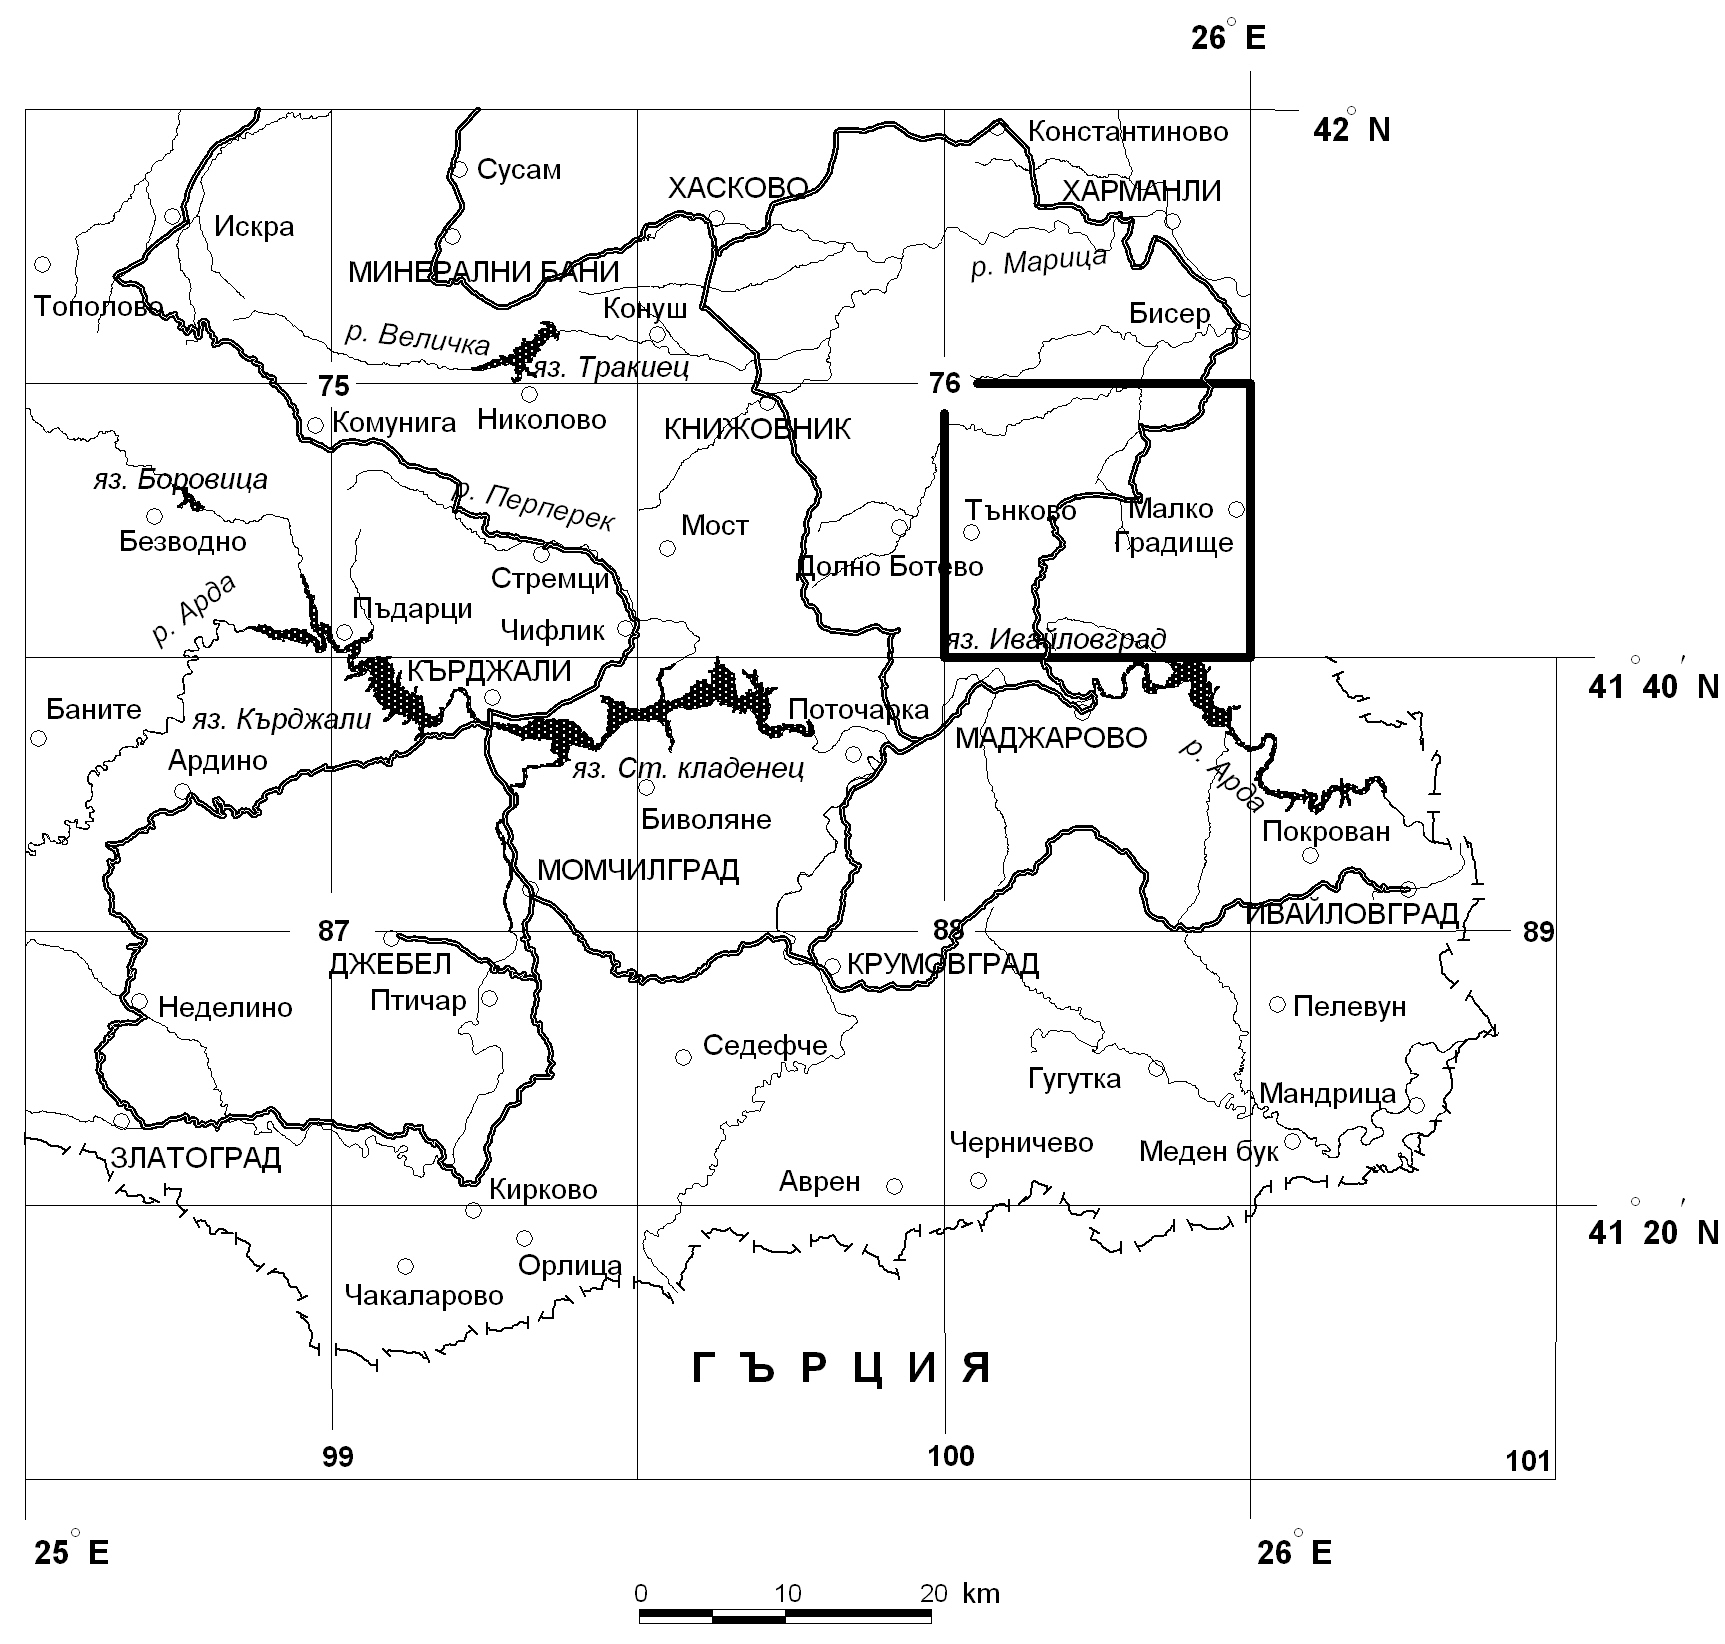 26° E
42° N
Константиново
Сусам
ХАСКОВО
ХАРМАНЛИ
Искра
р. Марица
МИНЕРАЛНИ БАНИ
Тополово
Конуш
Бисер
р. Величка
яз. Тракиец
75
76
Комунига
Николово
КНИЖОВНИК
яз. Боровица
р. Перперек
Тънково
Малко
Градище
Мост
Безводно
Стремци
Долно Ботево
р. Арда
Пъдарци
Чифлик
яз. Ивайловград
КЪРДЖАЛИ
41° 40′ N
Баните
яз. Кърджали
Поточарка
МАДЖАРОВО
Ардино
яз. Ст. кладенец
р. Арда
Биволяне
Покрован
МОМЧИЛГРАД
ИВАЙЛОВГРАД
87
88
89
ДЖЕБЕЛ
КРУМОВГРАД
Птичар
Неделино
Пелевун
Седефче
Гугутка
Мандрица
Черничево
Меден бук
ЗЛАТОГРАД
Аврен
Кирково
41° 20′ N
Орлица
Чакаларово
ГЪРЦИЯ
99
100
101
25° E
26° E
0 10 20 km